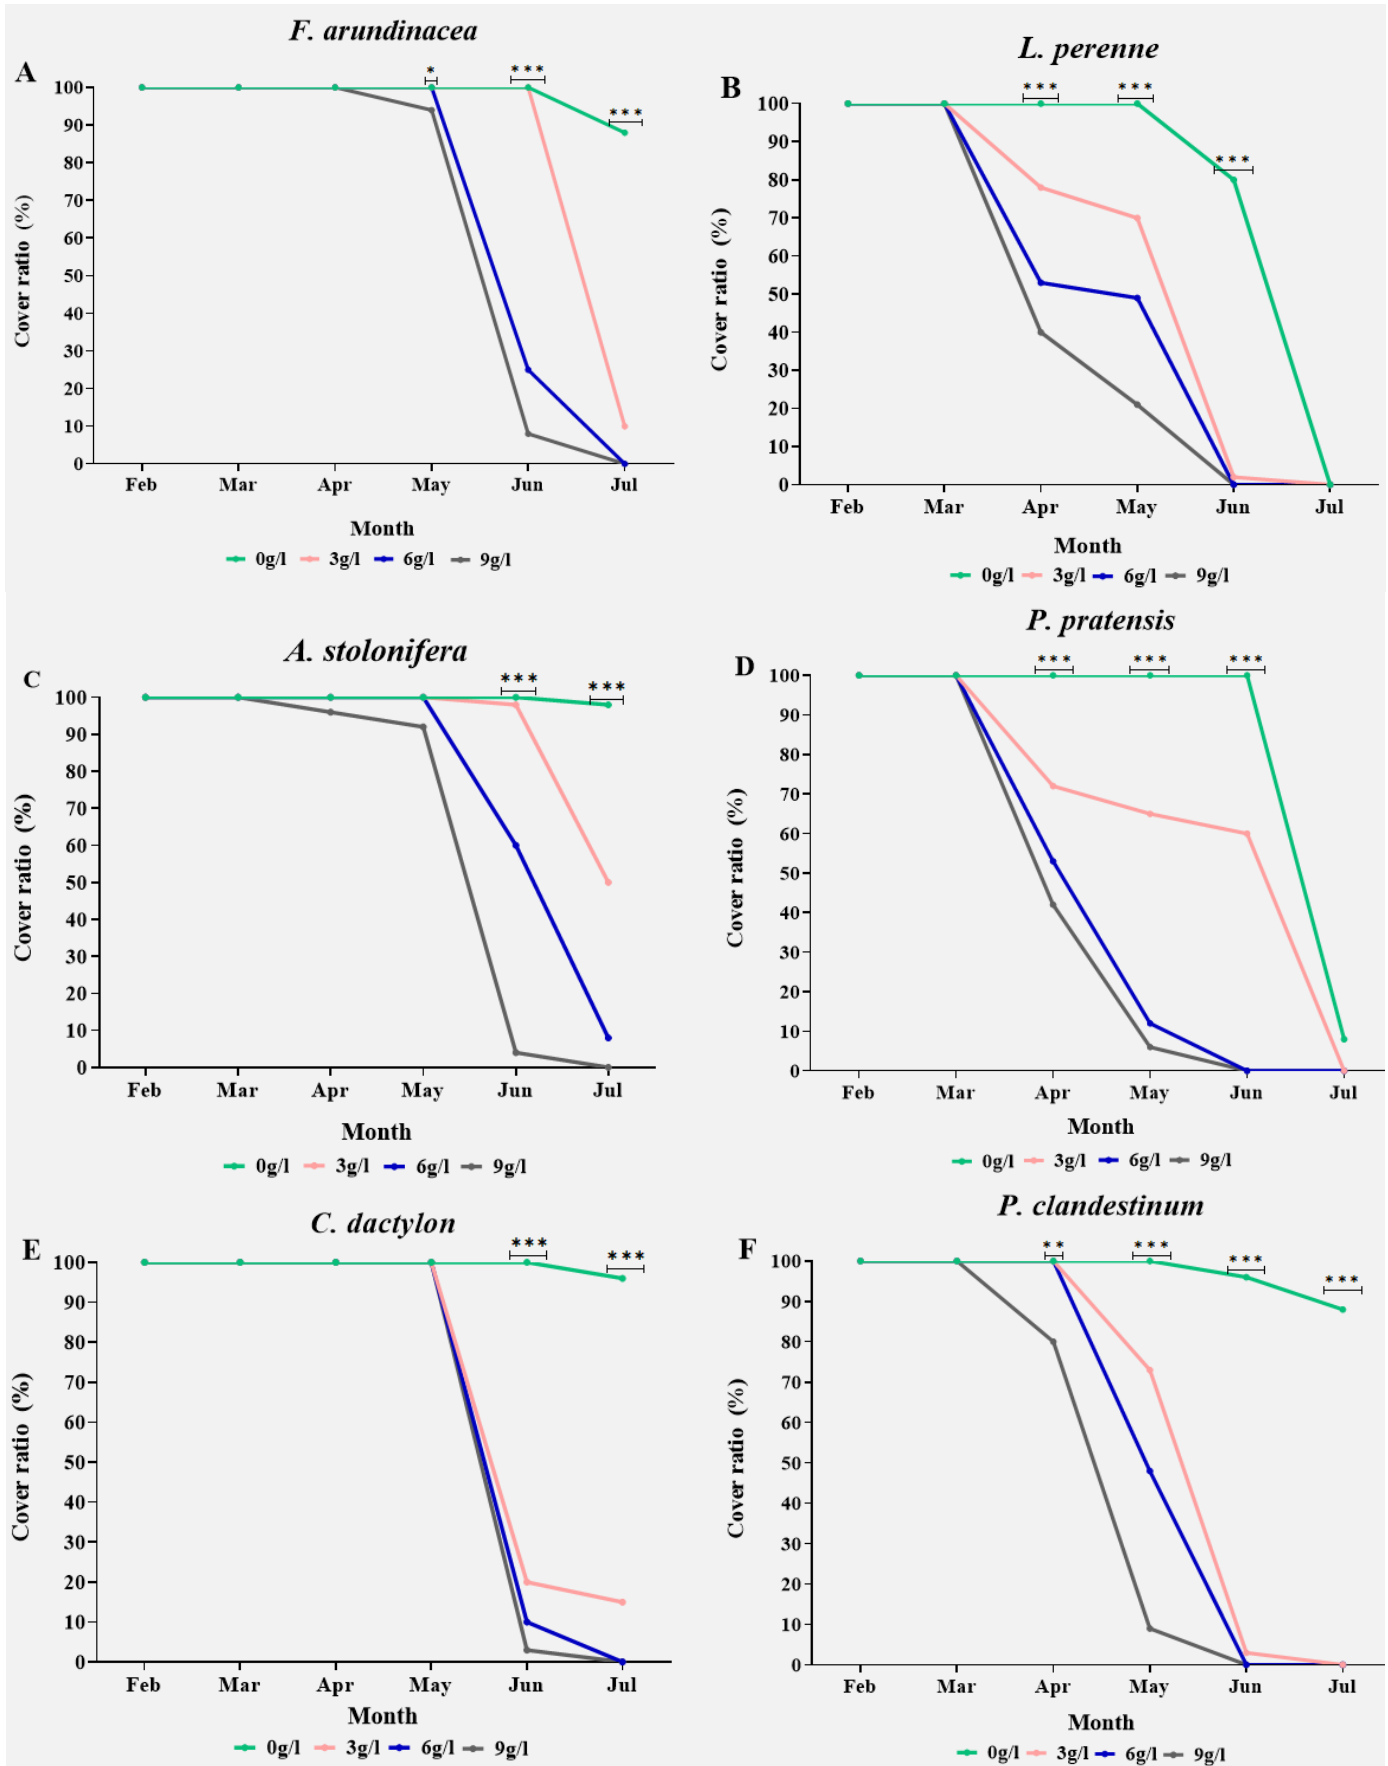 F. arundinacea
A
*
***
***
100
90
80
70
60
50
40
30
20
10
0
Cover ratio (%)
Feb Mar Apr May Jun Jul
Month
0g/l 3g/l 6g/l 9g/l
L. perenne
B
***
***
***
100
90
80
70
60
50
40
30
20
10
0
Cover ratio (%)
Feb Mar Apr May Jun Jul
Month
0g/l 3g/l 6g/l 9g/l
A. stolonifera
C
***
***
100
90
80
70
60
50
40
30
20
10
0
Cover ratio (%)
Feb Mar Apr May Jun Jul
Month
0g/l 3g/l 6g/l 9g/l
P. pratensis
D
***
***
***
100
90
80
70
60
50
40
30
20
10
0
Cover ratio (%)
Feb Mar Apr May Jun Jul
Month
0g/l 3g/l 6g/l 9g/l
C. dactylon
E
***
***
100
90
80
70
60
50
40
30
20
10
0
Cover ratio (%)
Feb Mar Apr May Jun Jul
Month
0g/l 3g/l 6g/l 9g/l
P. clandestinum
F
**
***
***
***
100
90
80
70
60
50
40
30
20
10
0
Cover ratio (%)
Feb Mar Apr May Jun Jul
Month
0g/l 3g/l 6g/l 9g/l